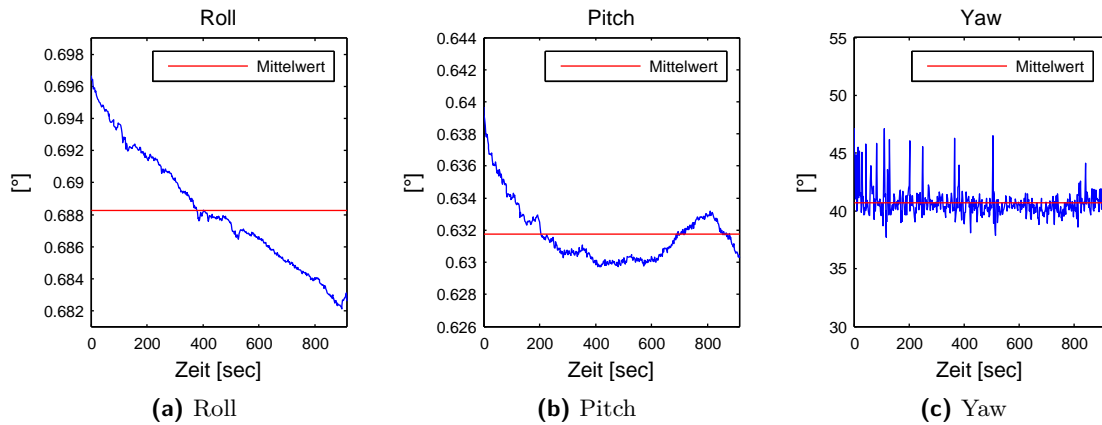 Roll
0.698
0.696
0.694
0.692
0.69
0.688
0.686
0.684
0.682
[°]
Mittelwert
0 200 400 600 800
Zeit [sec]
(a) Roll
Pitch
0.644
0.642
0.64
0.638
0.636
0.634
0.632
0.63
0.628
0.626
[°]
Mittelwert
0 200 400 600 800
Zeit [sec]
(b) Pitch
Yaw
55
50
45
40
35
30
[°]
Mittelwert
0 200 400 600 800
Zeit [sec]
(c) Yaw